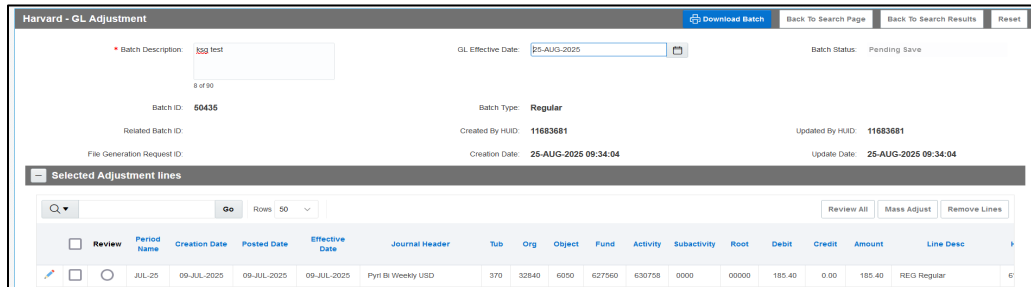 Harvard - GL Adjustment Download Batch Back To Search Page Back To Search Results Reset
* Batch Description: ksg test GL Effective Date: 25-AUG-2025 Batch Status: Pending Save
8 of 90
Batch ID: 50435 Batch Type: Regular
Related Batch ID: Created By HUID: 11683681 Updated By HUID: 11683681
File Generation Request ID: Creation Date: 25-AUG-2025 09:34:04 Update Date: 25-AUG-2025 09:34:04
Selected Adjustment lines
Go Rows 50 Review All Mass Adjust Remove Lines
Review Period Name Creation Date Posted Date Effective Date Journal Header Tub Org Object Fund Activity Subactivity Root Debit Credit Amount Line Desc
JUL-25 09-JUL-2025 09-JUL-2025 09-JUL-2025 Pyrl Bi Weekly USD 370 32840 6050 627560 630758 0000 00000 185.40 0.00 185.40 REG Regular